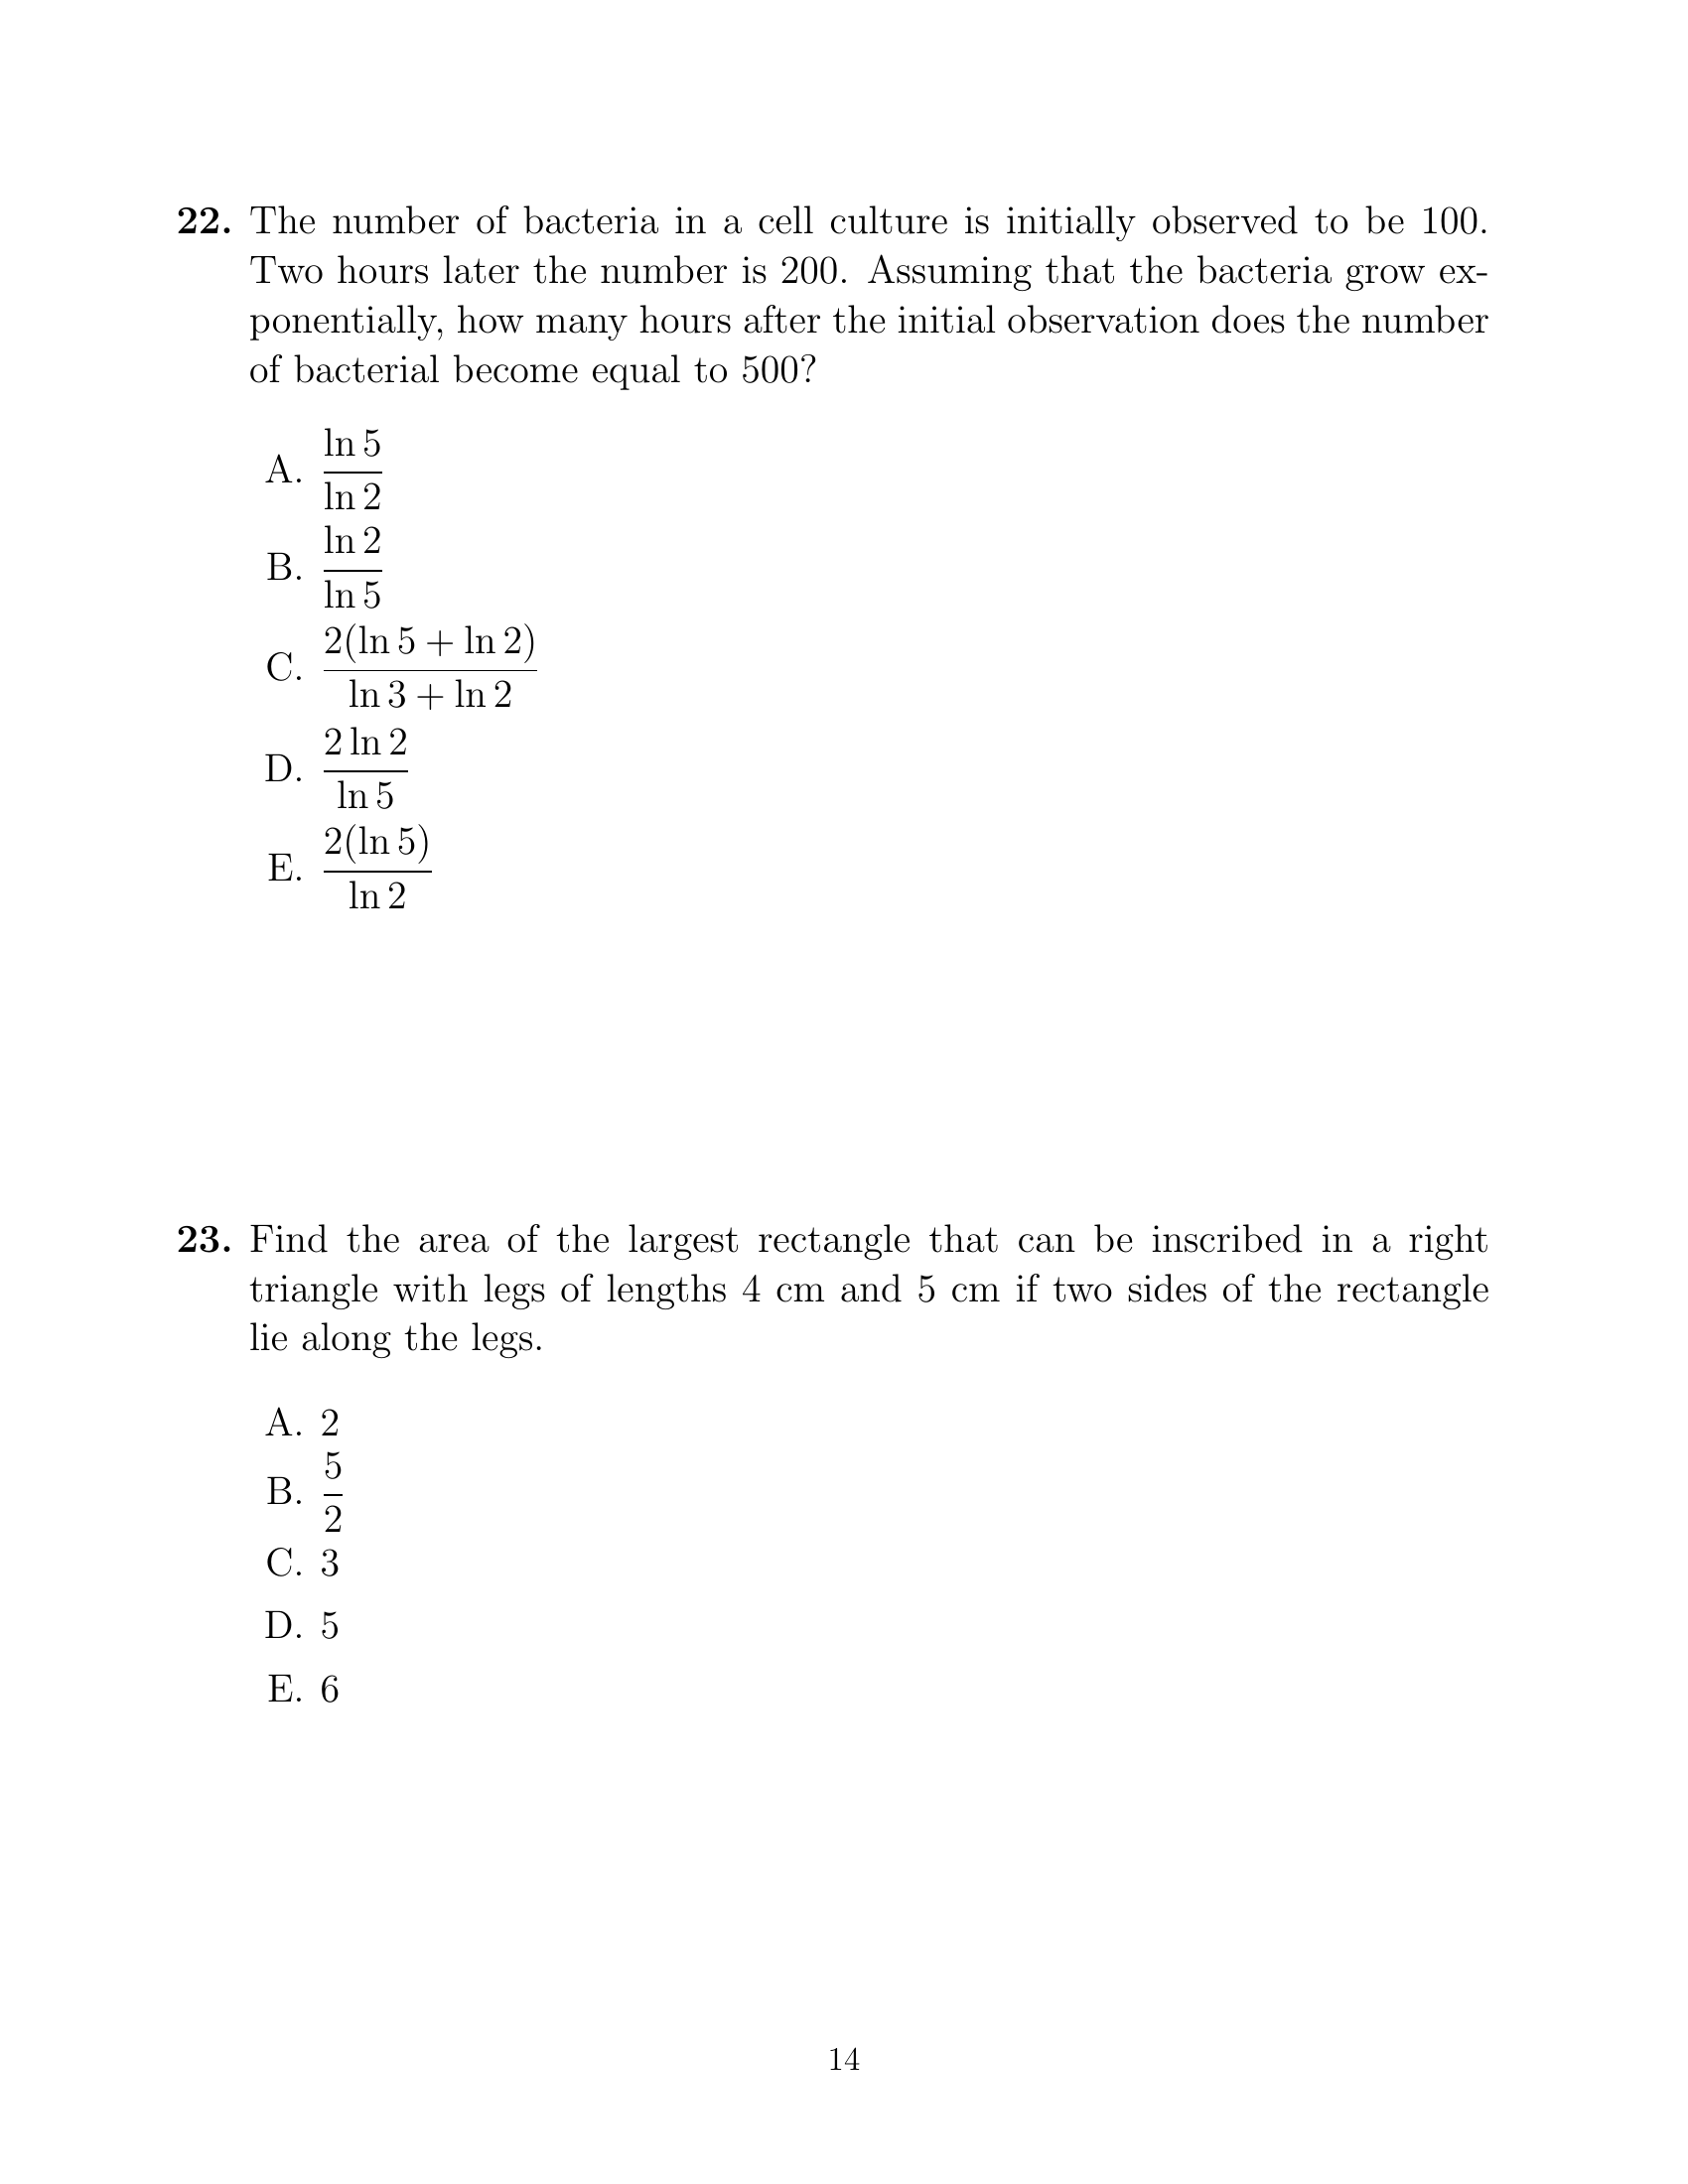 22. The number of bacteria in a cell culture is initially observed to be 100.
Two hours later the number is 200. Assuming that the bacteria grow ex-
ponentially, how many hours after the initial observation does the number
of bacterial become equal to 500?
A. \frac{\ln 5}{\ln 2}
B. \frac{\ln 2}{\ln 5}
C. \frac{2(\ln 5 + \ln 2)}{\ln 3 + \ln 2}
D. \frac{2 \ln 2}{\ln 5}
E. \frac{2(\ln 5)}{\ln 2}
23. Find the area of the largest rectangle that can be inscribed in a right
triangle with legs of lengths 4 cm and 5 cm if two sides of the rectangle
lie along the legs.
A. 2
B. \frac{5}{2}
C. 3
D. 5
E. 6
14